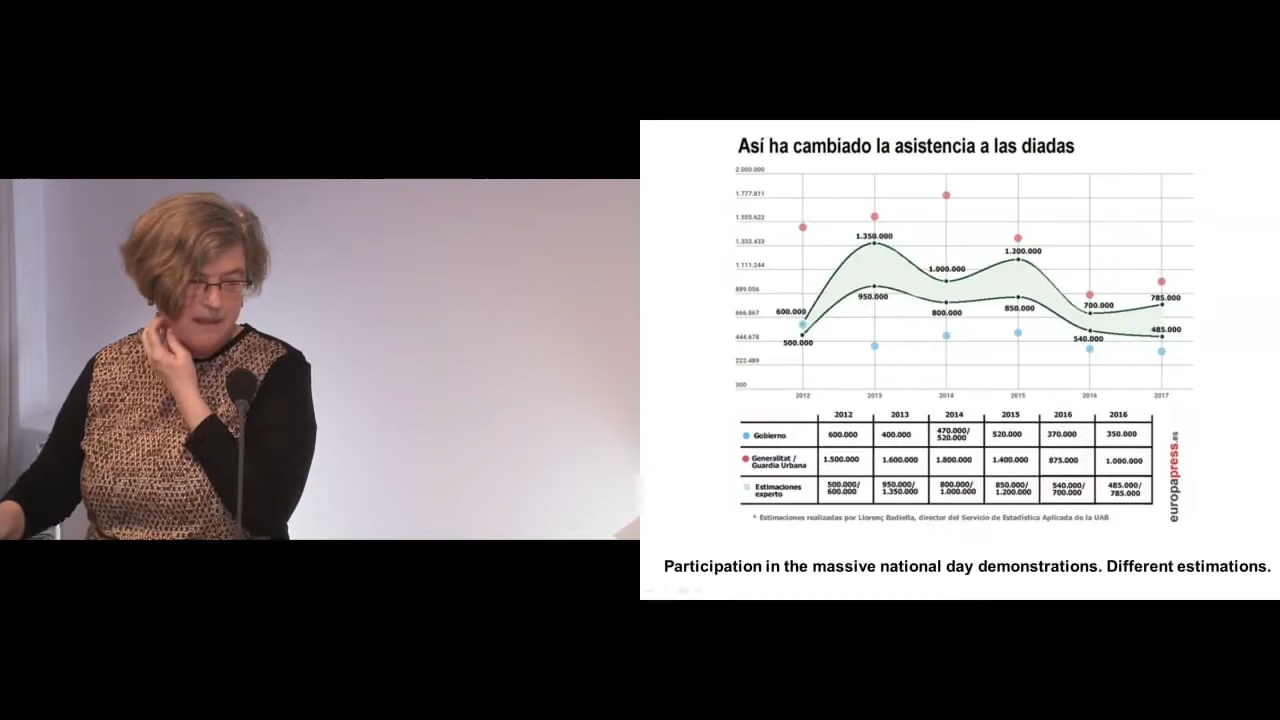 Así ha cambiado la asistencia a las diadas
2.000.000
1.777.811
1.555.622
1.333.433
1.111.244
889.056
666.867
444.678
222.489
300
600.000
500.000
1.350.000
950.000
1.000.000
800.000
1.200.000
850.000
700.000
540.000
785.000
485.000
2012 2013 2014 2015 2016 2017
2012 2013 2014 2015 2016 2016
Gobierno 600.000 400.000 470.000/ 520.000 520.000 370.000 350.000
Generalitat / Guardia Urbana 1.500.000 1.600.000 1.800.000 1.400.000 875.000 1.000.000
Estimaciones experto 500.000/ 600.000 950.000/ 1.350.000 800.000/ 1.000.000 850.000/ 1.200.000 540.000/ 700.000 485.000/ 785.000
europapress.es
* Estimaciones realizadas por Llorenç Badiella, director del Servicio de Estadística Aplicada de la UAB
Participation in the massive national day demonstrations. Different estimations.